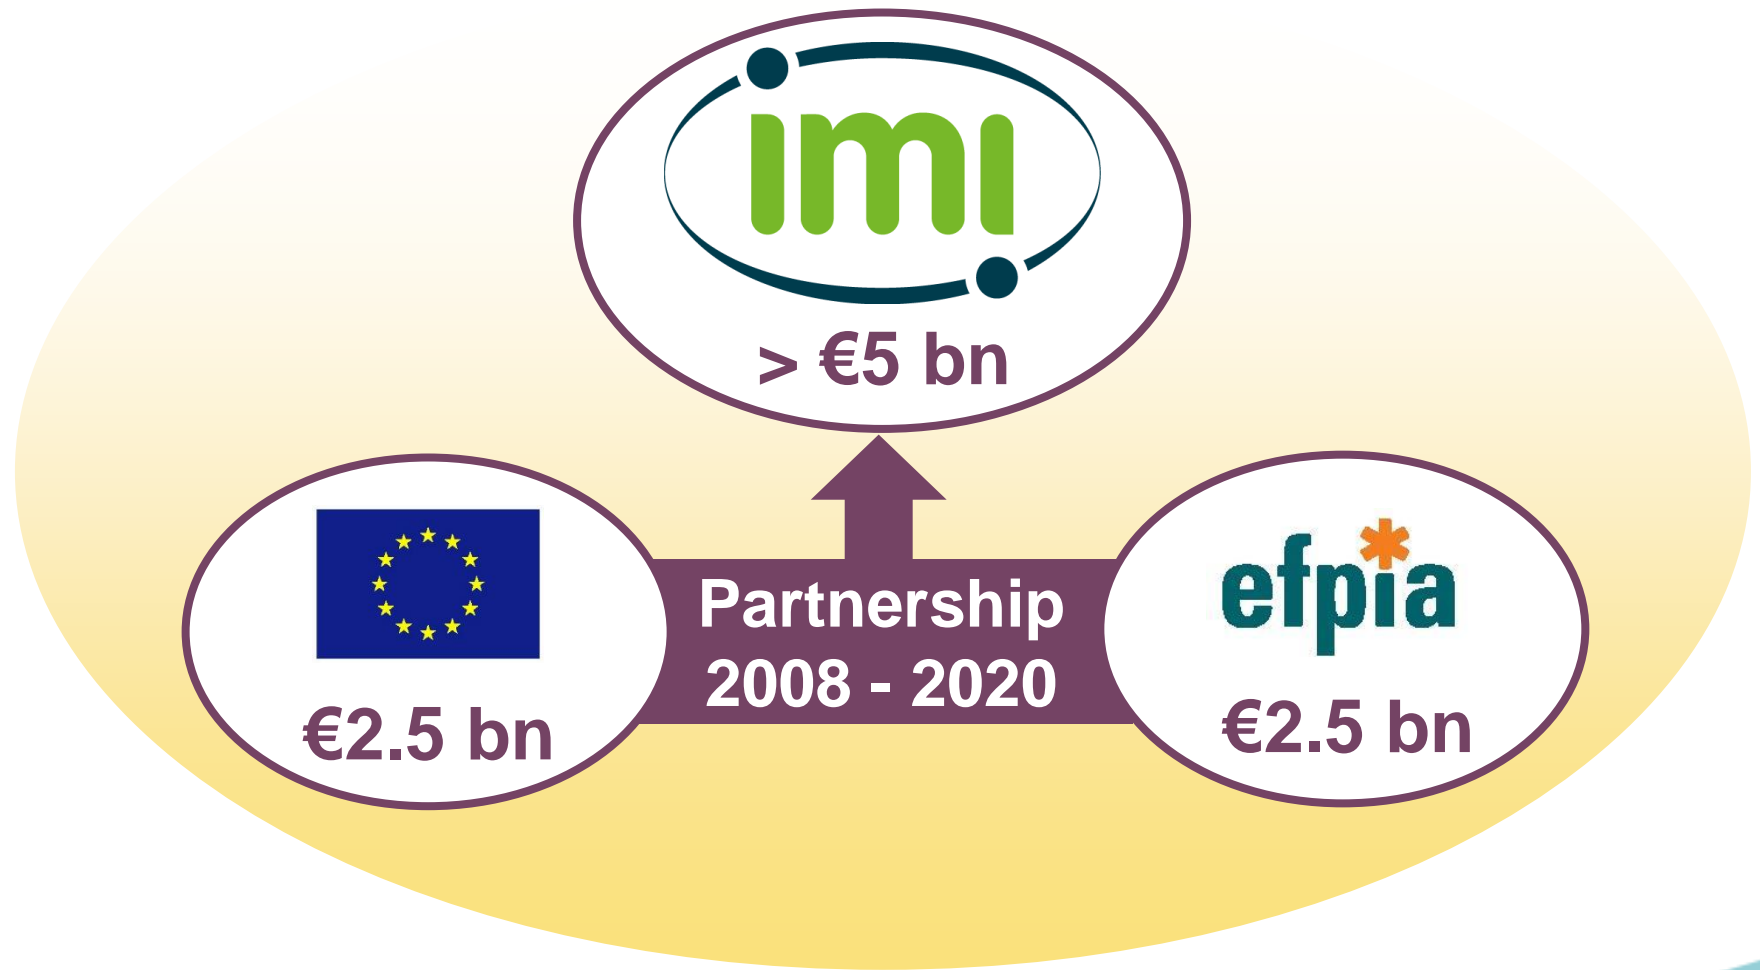 imi
> €5 bn
€2.5 bn
Partnership
2008 - 2020
efpia
€2.5 bn